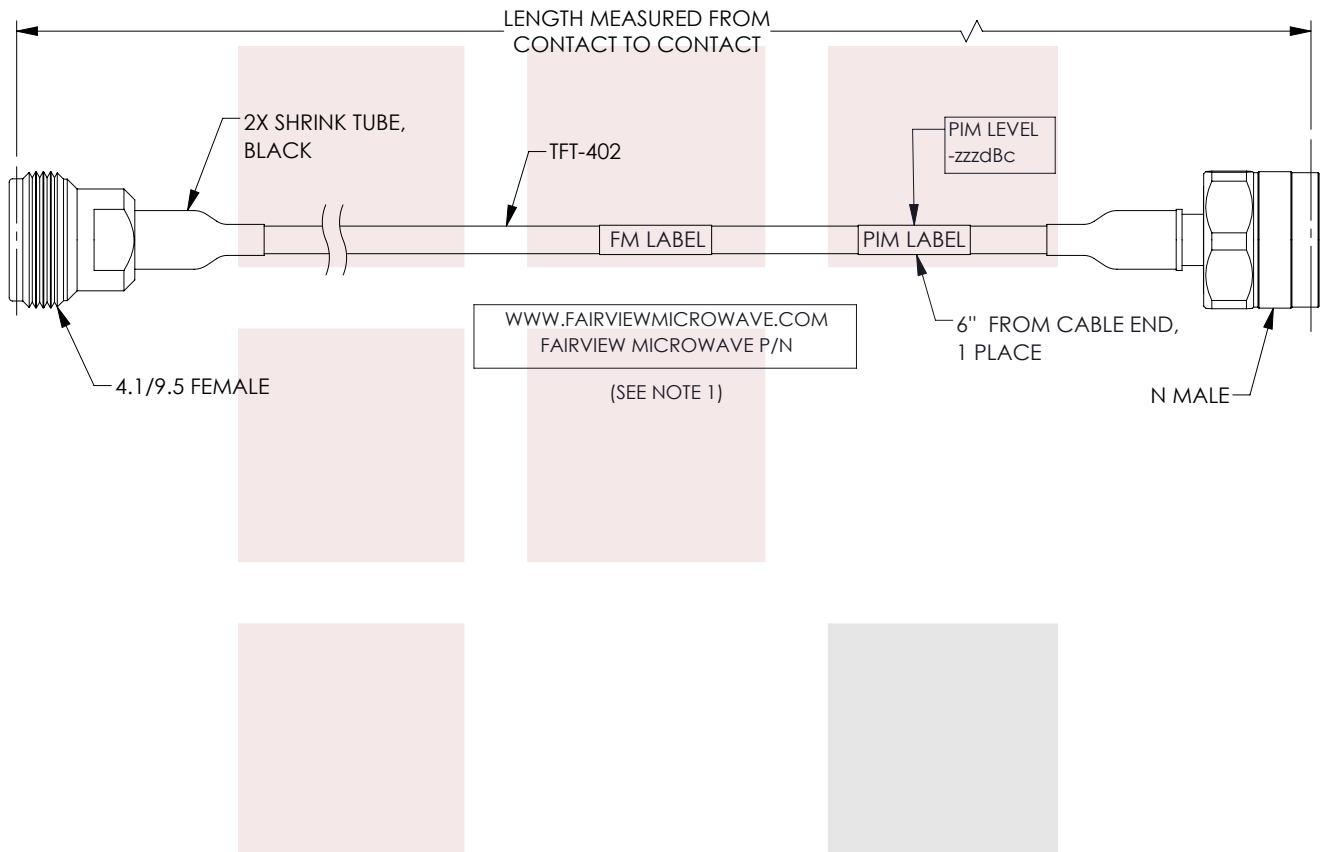 LENGTH MEASURED FROM
CONTACT TO CONTACT
2X SHRINK TUBE,
BLACK
TFT-402
PIM LEVEL
-zzzdBc
FM LABEL
PIM LABEL
WWW.FAIRVIEWMICROWAVE.COM
FAIRVIEW MICROWAVE P/N
(SEE NOTE 1)
6" FROM CABLE END,
1 PLACE
4.1/9.5 FEMALE
N MALE